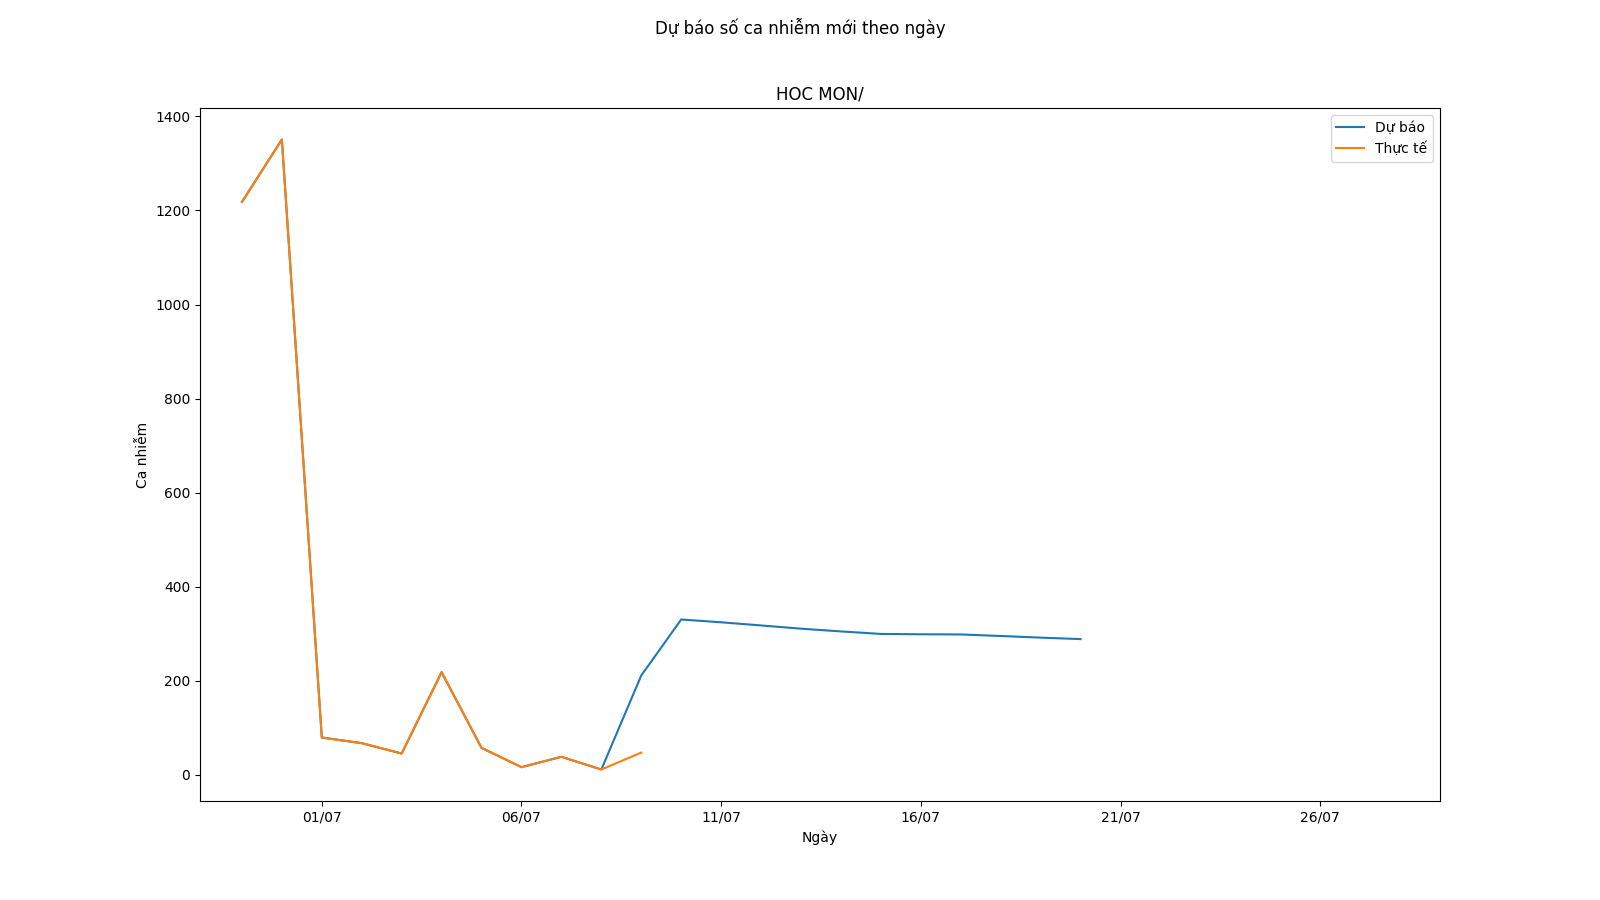 Dự báo số ca nhiễm mới theo ngày
HOC MON/
Dự báo
Thực tế
1400
1200
1000
800
600
400
200
0
Ca nhiễm
01/07
06/07
11/07
16/07
21/07
26/07
Ngày